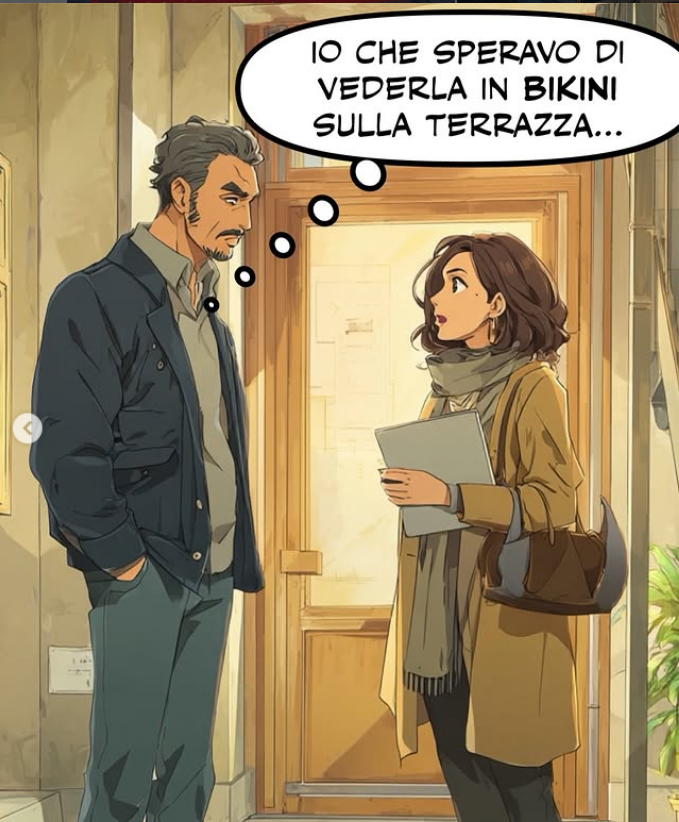 IO CHE SPERAVO DI
VEDERLA IN BIKINI
SULLA TERRAZZA...